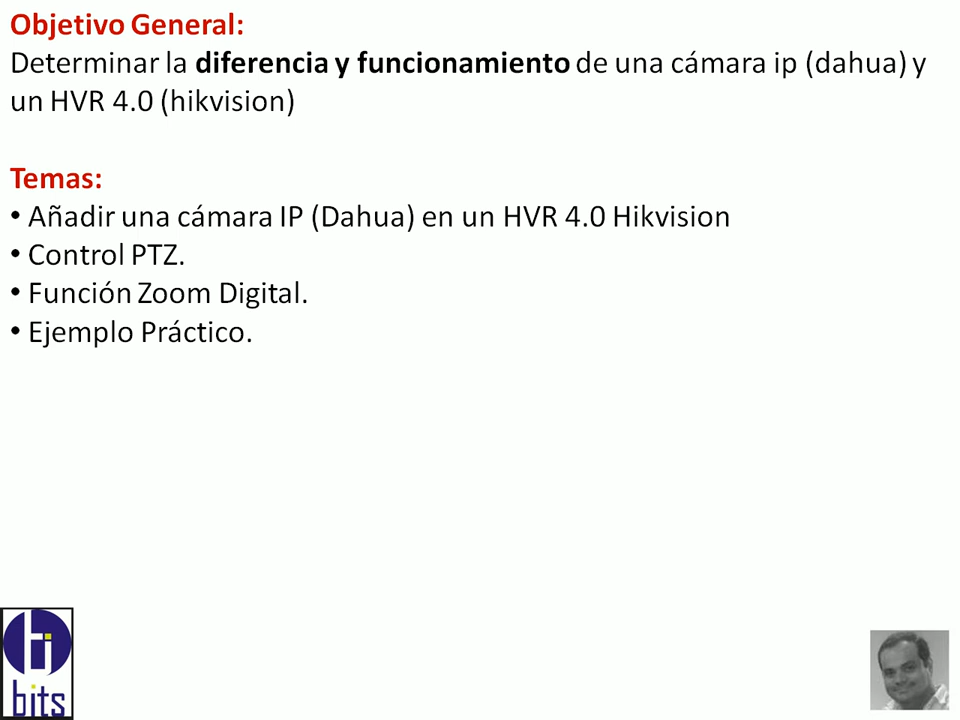 Objetivo General:
Determinar la diferencia y funcionamiento de una cámara ip (dahua) y
un HVR 4.0 (hikvision)
Temas:
• Añadir una cámara IP (Dahua) en un HVR 4.0 Hikvision
• Control PTZ.
• Función Zoom Digital.
• Ejemplo Práctico.
bits